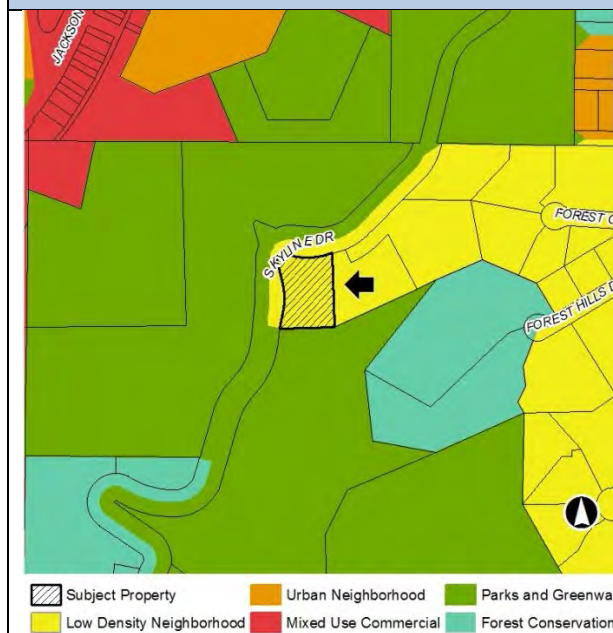 JACKSON
SKYLINE DR
FOREST
FOREST HILLS
Subject Property
Urban Neighborhood
Parks and
Low Density Neighborhood
Mixed Use Commercial
Forest Conservation